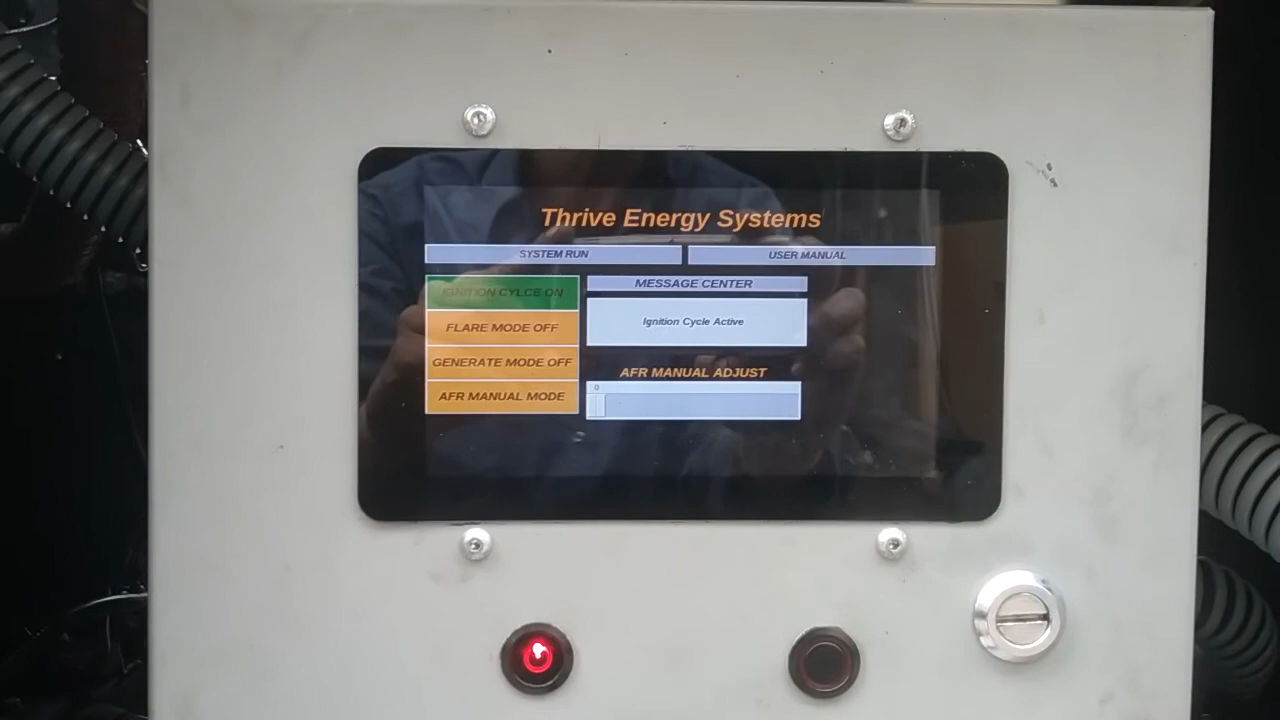 Thrive Energy Systems
SYSTEM RUN
USER MANUAL
IGNITION CYLCE ON
FLARE MODE OFF
GENERATE MODE OFF
AFR MANUAL MODE
MESSAGE CENTER
Ignition Cycle Active
AFR MANUAL ADJUST
0